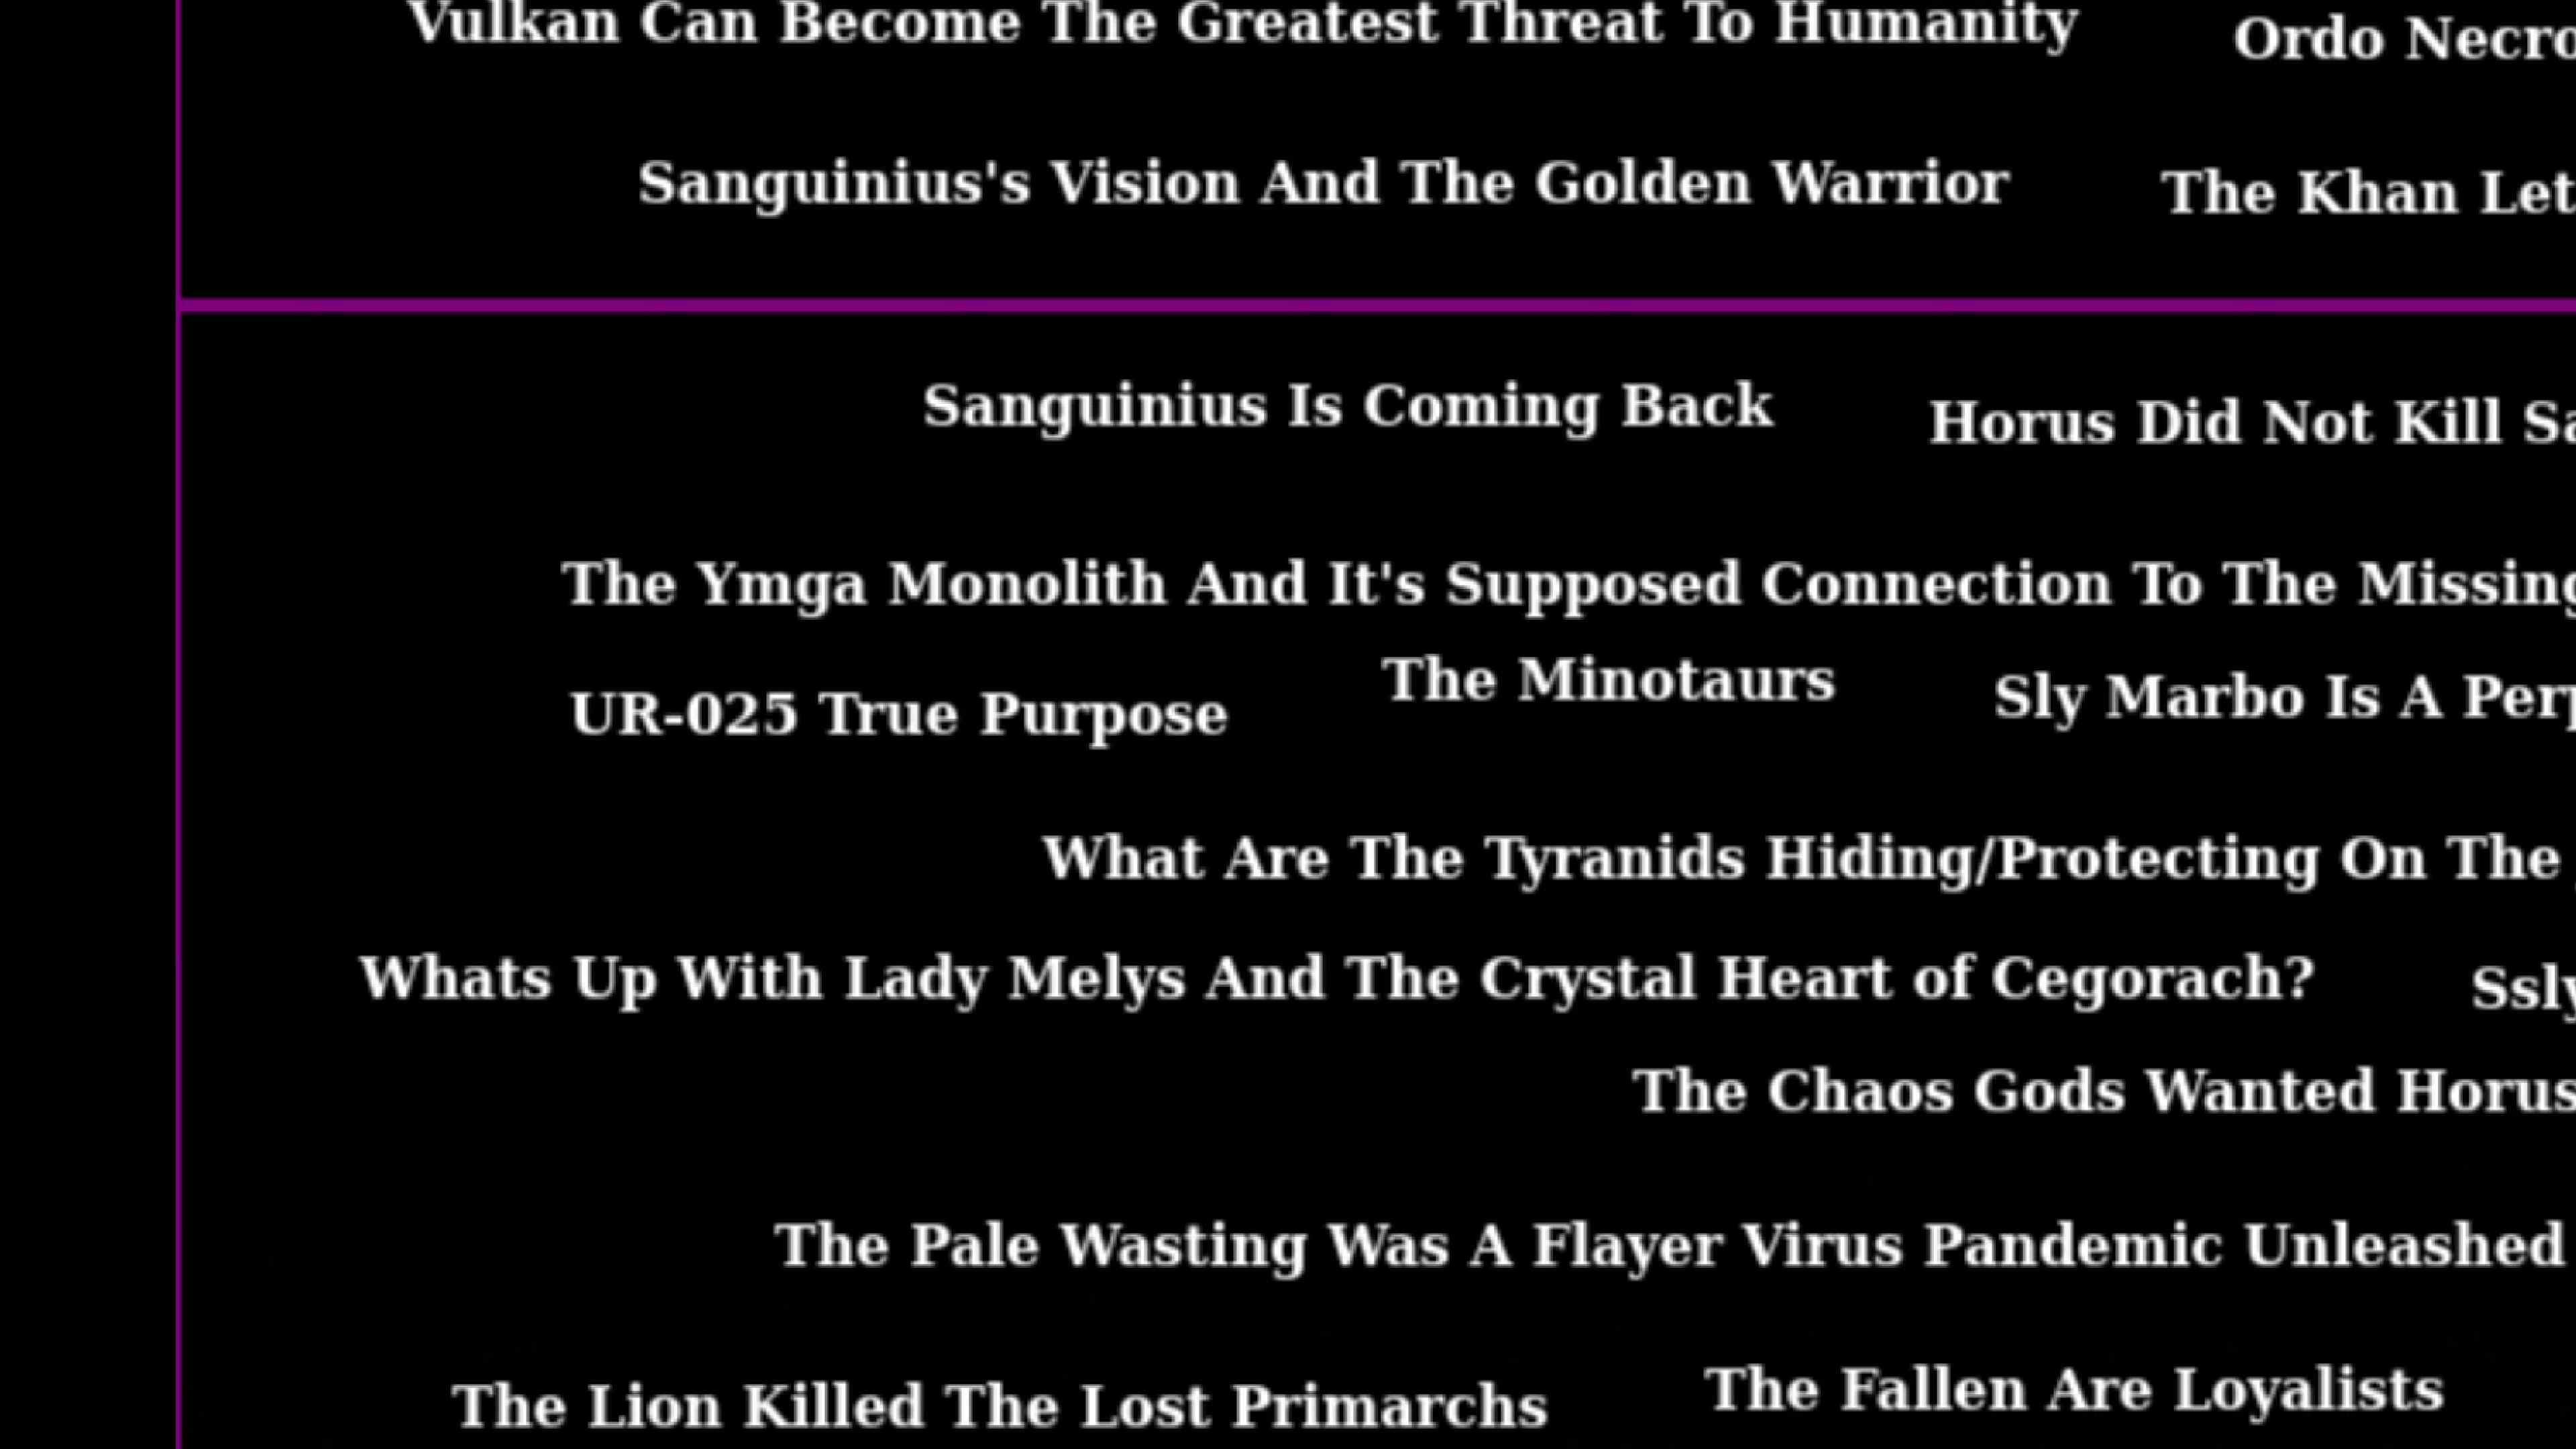 Vulkan Can Become The Greatest Threat To Humanity
Ordo
Sanguinius's Vision And The Golden Warrior
The Khan Let
Sanguinius Is Coming Back
Horus Did Not Kill
The Ymga Monolith And It's Supposed Connection To The Missing
The Minotaurs
UR-025 True Purpose
Sly Marbo Is A
What Are The Tyranids Hiding/Protecting On The
Whats Up With Lady Melys And The Crystal Heart of Cegorach?
The Chaos Gods Wanted Horus
The Pale Wasting Was A Flayer Virus Pandemic Unleashed
The Lion Killed The Lost Primarchs
The Fallen Are Loyalists